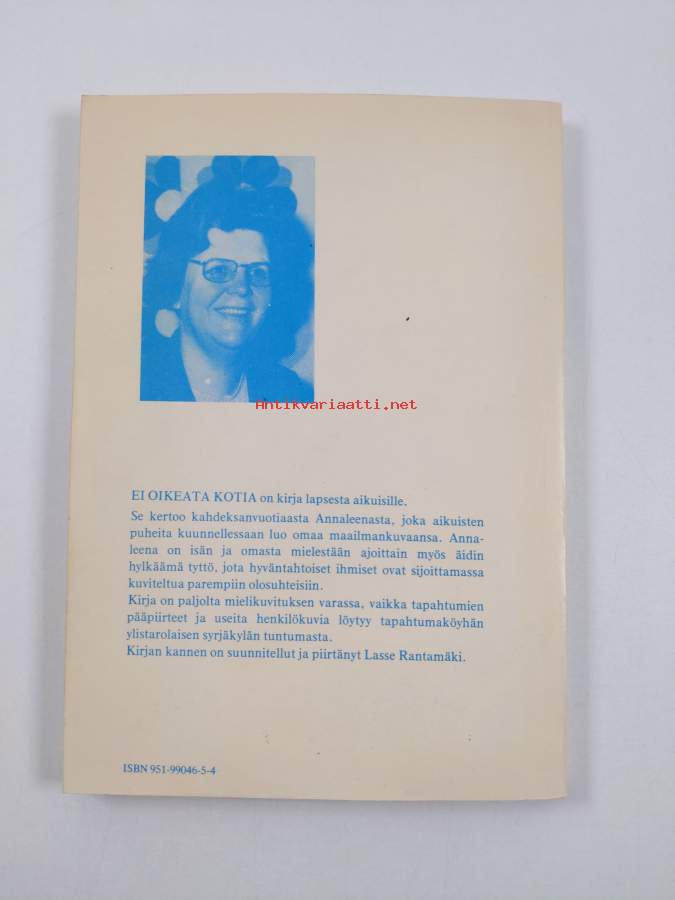 Antikvariaatti.net
EI OIKEATA KOTIA on kirja lapsesta aikuisille.
Se kertoo kahdeksanvuotiaasta Annaleenasta, joka aikuisten
puheita kuunnellessaan luo omaa maailmankuvaansa. Anna-
leena on isän ja omasta mielestään ajoittain myös äidin
hylkäämä tyttö, jota hyväntahtoiset ihmiset ovat sijoittamassa
kuviteltua parempiin olosuhteisiin.
Kirja on paljolta mielikuvituksen varassa, vaikka tapahtumien
pääpiirteet ja useita henkilökuvia löytyy tapahtumaköyhän
ylistarolaisen syrjäkylän tuntumasta.
Kirjan kannen on suunnitellut ja piirtänyt Lasse Rantamäki.
ISBN 951-99046-5-4